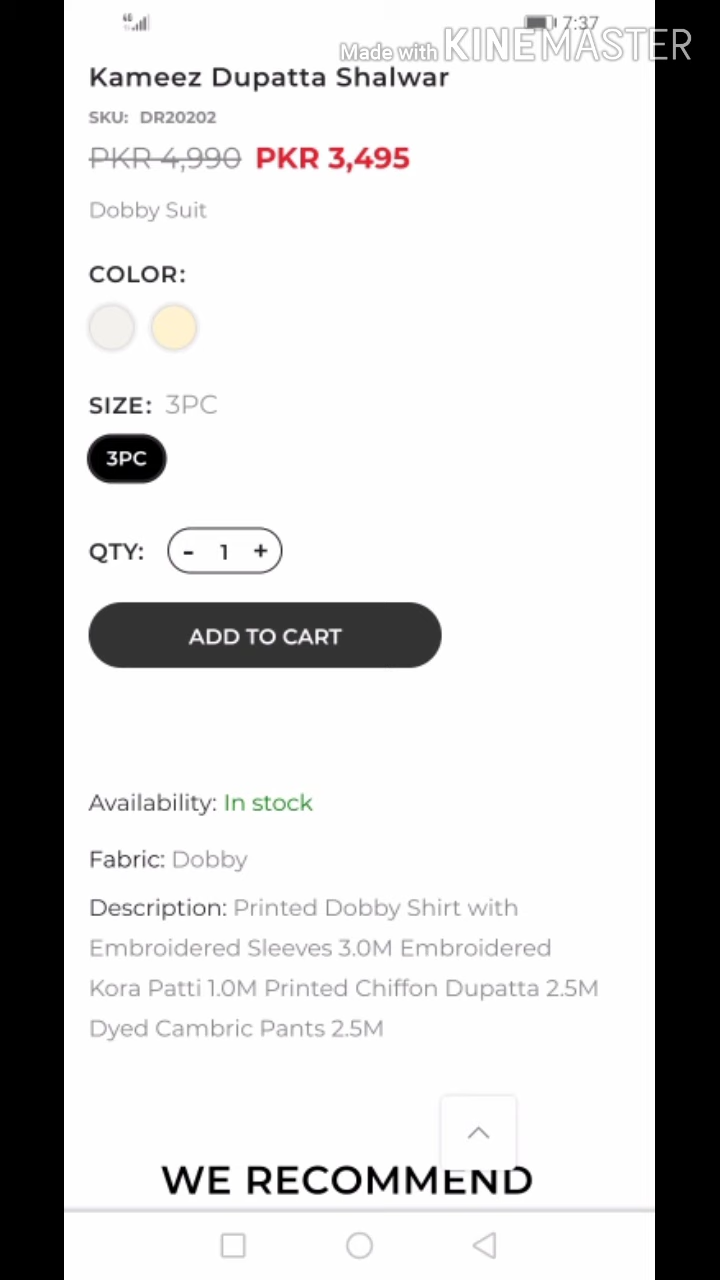 7:37
Made with KINEMASTER
Kameez Dupatta Shalwar
SKU: DR20202
PKR 4,990 PKR 3,495
Dobby Suit
COLOR:
SIZE: 3PC
3PC
QTY: - 1 +
ADD TO CART
Availability: In stock
Fabric: Dobby
Description: Printed Dobby Shirt with
Embroidered Sleeves 3.0M Embroidered
Kora Patti 1.0M Printed Chiffon Dupatta 2.5M
Dyed Cambric Pants 2.5M
WE RECOMMEND